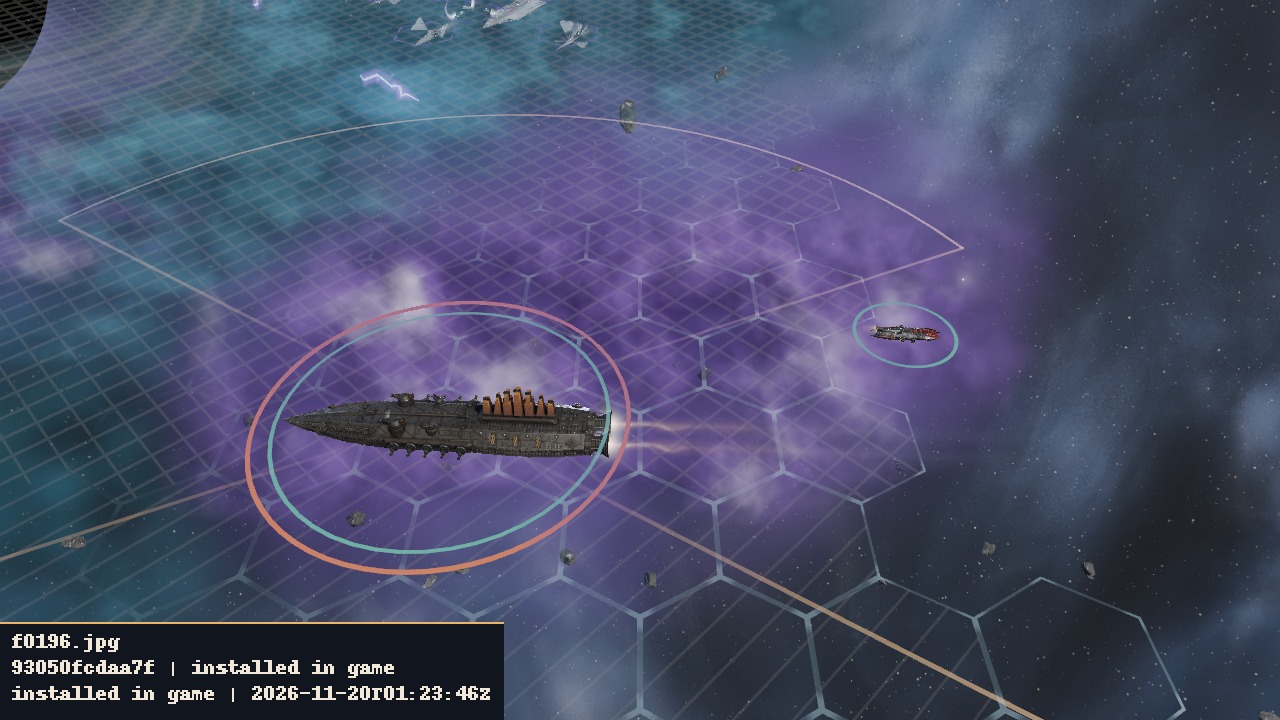 f0196.jpg
93050fcdaa7f | installed in game
installed in game | 2026-11-20T01:23:46Z